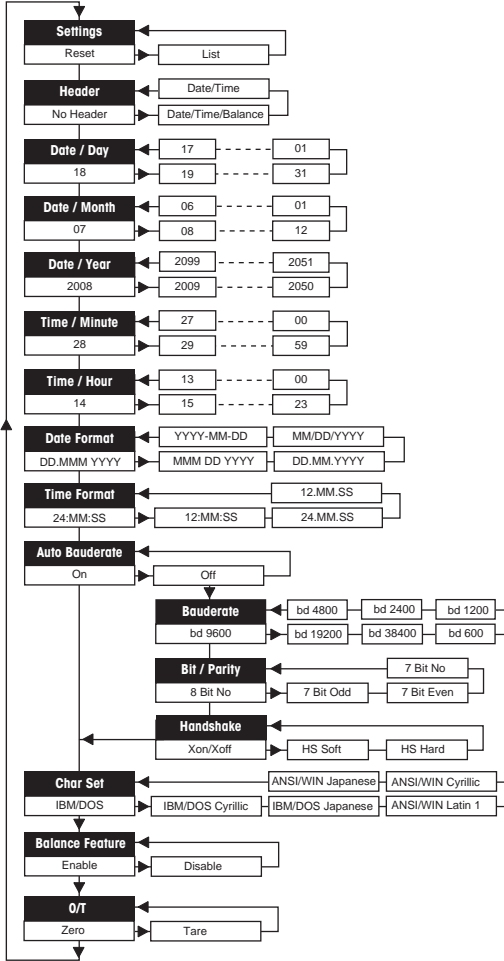 Settings
Reset List
Header Date/Time
No Header Date/Time/Balance
Date / Day 17 01
18 19 31
Date / Month 06 01
07 08 12
Date / Year 2099 2051
2008 2009 2050
Time / Minute 27 00
28 29 59
Time / Hour 13 00
14 15 23
Date Format YYYY-MM-DD MM/DD/YYYY
DD.MMM YYYY MMM DD YYYY DD.MM.YYYY
Time Format 12.MM.SS
24:MM:SS 12:MM:SS 24.MM.SS
Auto Bauderate
On Off
Bauderate bd 4800 bd 2400 bd 1200
bd 9600 bd 19200 bd 38400 bd 600
Bit / Parity 7 Bit No
8 Bit No 7 Bit Odd 7 Bit Even
Handshake
Xon/Xoff HS Soft HS Hard
Char Set ANSI/WIN Japanese ANSI/WIN Cyrillic
IBM/DOS IBM/DOS Cyrillic IBM/DOS Japanese ANSI/WIN Latin 1
Balance Feature
Enable Disable
O/T
Zero Tare